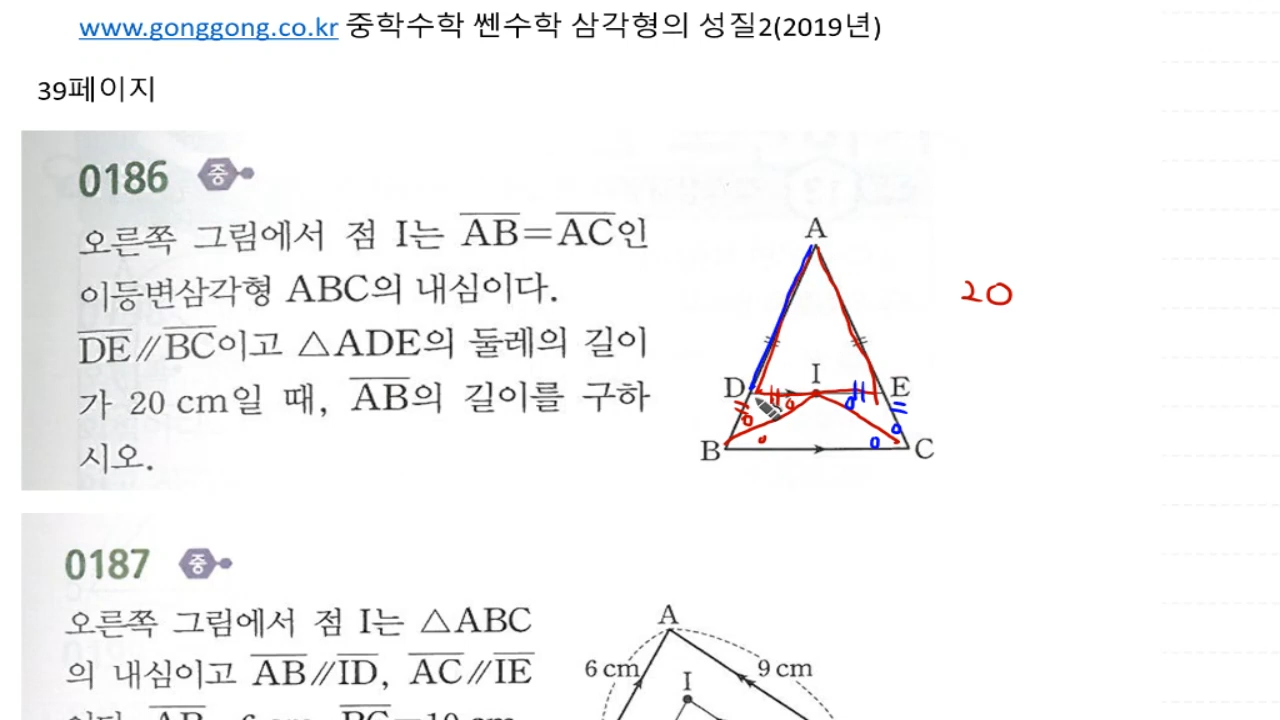 www.gonggong.co.kr 중학수학 쎈수학 삼각형의 성질2(2019년)
39페이지
0186 중
오른쪽 그림에서 점 I는 AB=AC인
이등변삼각형 ABC의 내심이다.
DE∥BC이고 △ADE의 둘레의 길이
가 20 cm일 때, AB의 길이를 구하
시오.
A
20
D I E
B C
0187 중
오른쪽 그림에서 점 I는 △ABC
의 내심이고 AB∥ID, AC∥IE
A
6 cm 9 cm
I